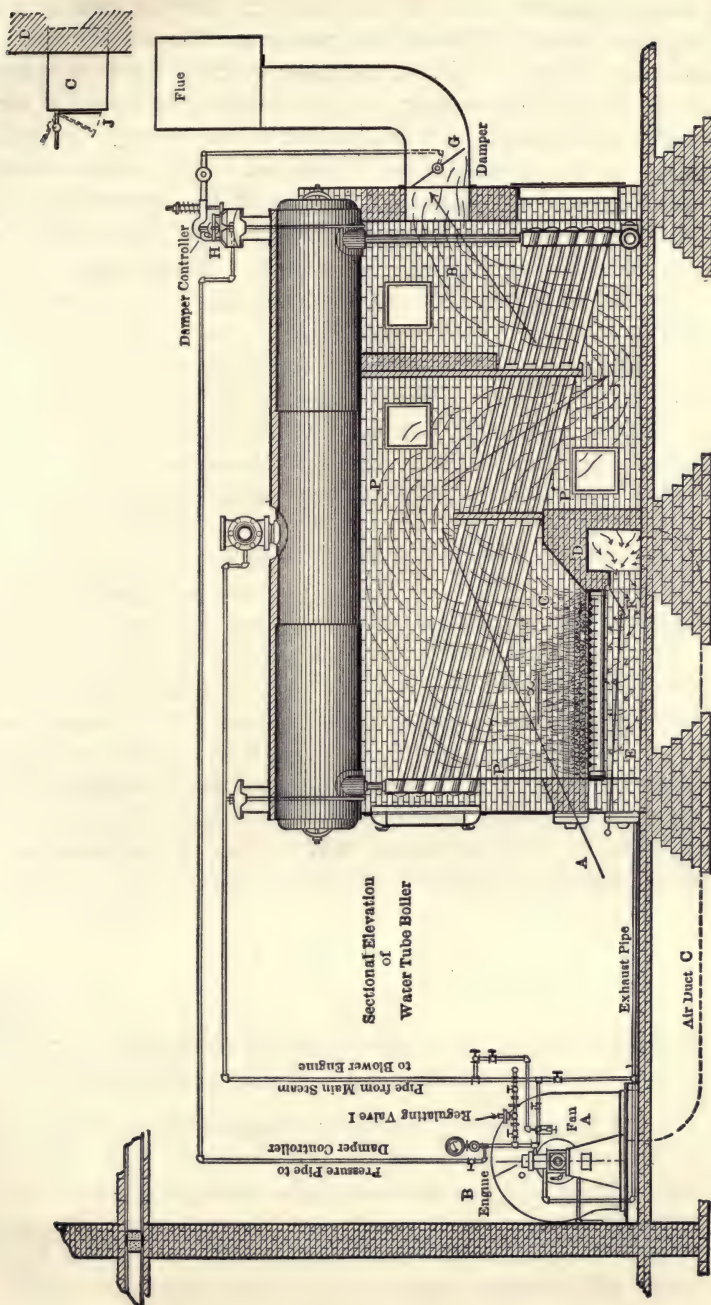 D
C
J
Flue
G
Damper
Damper Controller
H
B
P
P
P
C
D
E
E
P
A
Sectional Elevation
of
Water Tube Boiler
Exhaust Pipe
Air Duct C
Pipe from Main Steam
to Blower Engine
Regulating Valve I
Pressure Pipe to
Damper Controller
Fan
A
B
Engine